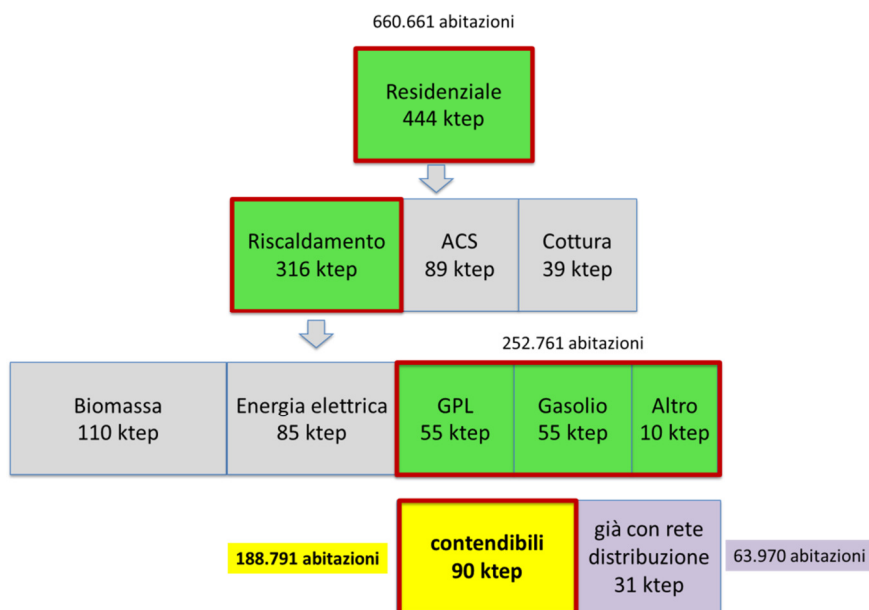 660.661 abitazioni
Residenziale
444 ktep
Riscaldamento
316 ktep
ACS
89 ktep
Cottura
39 ktep
252.761 abitazioni
Biomassa
110 ktep
Energia elettrica
85 ktep
GPL
55 ktep
Gasolio
55 ktep
Altro
10 ktep
188.791 abitazioni
contendibili
90 ktep
già con rete
distribuzione
31 ktep
63.970 abitazioni